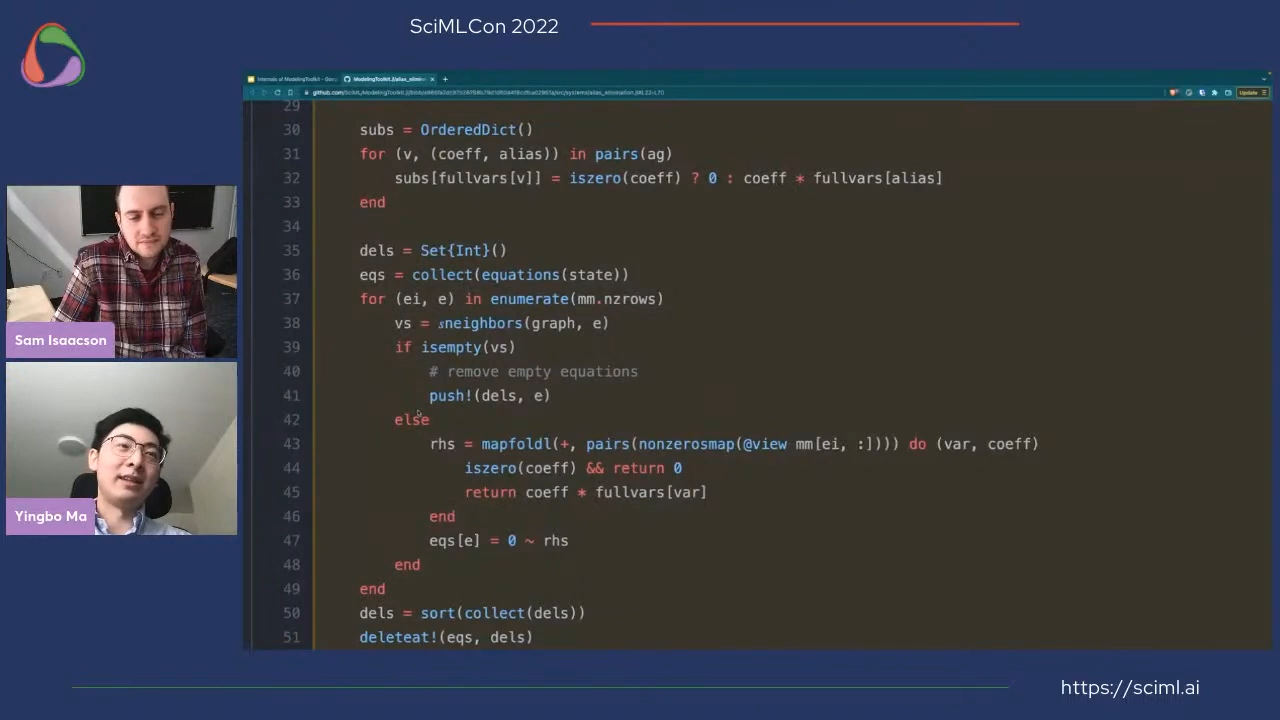 SciMLCon 2022
Internals of ModelingToolkit - Goo
Update
29
30 subs = OrderedDict()
31 for (v, (coeff, alias)) in pairs(ag)
32 subs[fullvars[v]] = iszero(coeff) ? 0 : coeff * fullvars[alias]
33 end
34
35 dels = Set{Int}()
36 eqs = collect(equations(state))
37 for (ei, e) in enumerate(mm.nzrows)
38 vs = 𝑠neighbors(graph, e)
39 if isempty(vs)
40 # remove empty equations
41 push!(dels, e)
42 else
43 rhs = mapfoldl(+, pairs(nonzerosmap(@view mm[ei, :]))) do (var, coeff)
44 iszero(coeff) && return 0
45 return coeff * fullvars[var]
46 end
47 eqs[e] = 0 ~ rhs
48 end
49 end
50 dels = sort(collect(dels))
51 deleteat!(eqs, dels)
Sam Isaacson
Yingbo Ma
https://sciml.ai